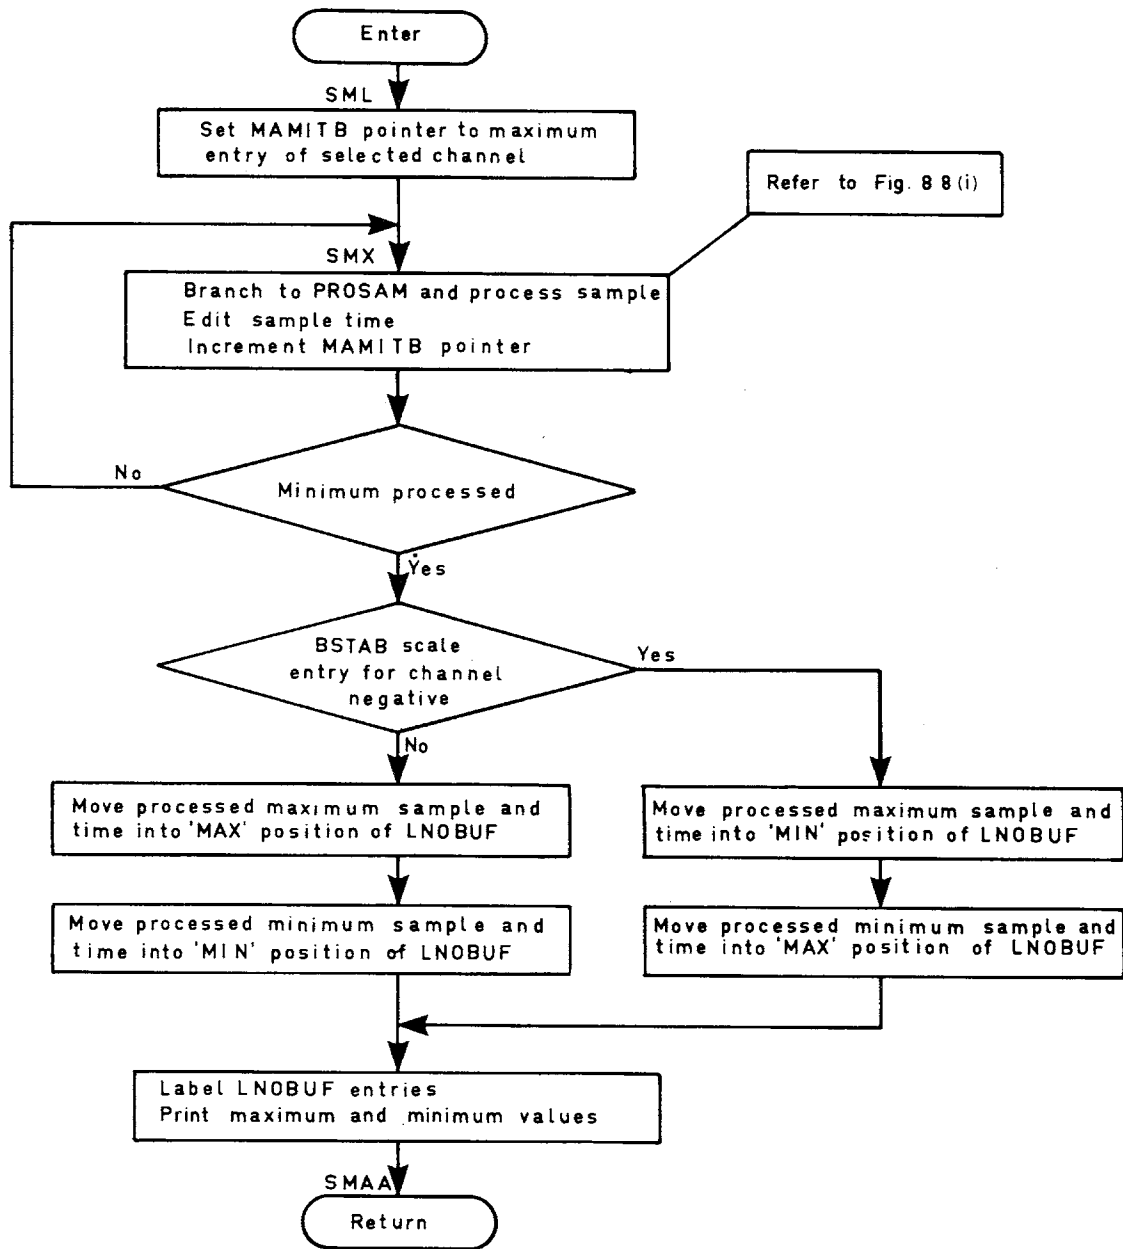 Enter
SML
Set MAMITB pointer to maximum
entry of selected channel
Refer to Fig. 8 8(i)
SMX
Branch to PROSAM and process sample
Edit sample time
Increment MAMITB pointer
No
Minimum processed
Yes
BSTAB scale
entry for channel
negative
Yes
No
Move processed maximum sample and
time into 'MAX' position of LNOBUF
Move processed maximum sample and
time into 'MIN' position of LNOBUF
Move processed minimum sample and
time into 'MIN' position of LNOBUF
Move processed minimum sample and
time into 'MAX' position of LNOBUF
Label LNOBUF entries
Print maximum and minimum values
SMAA
Return